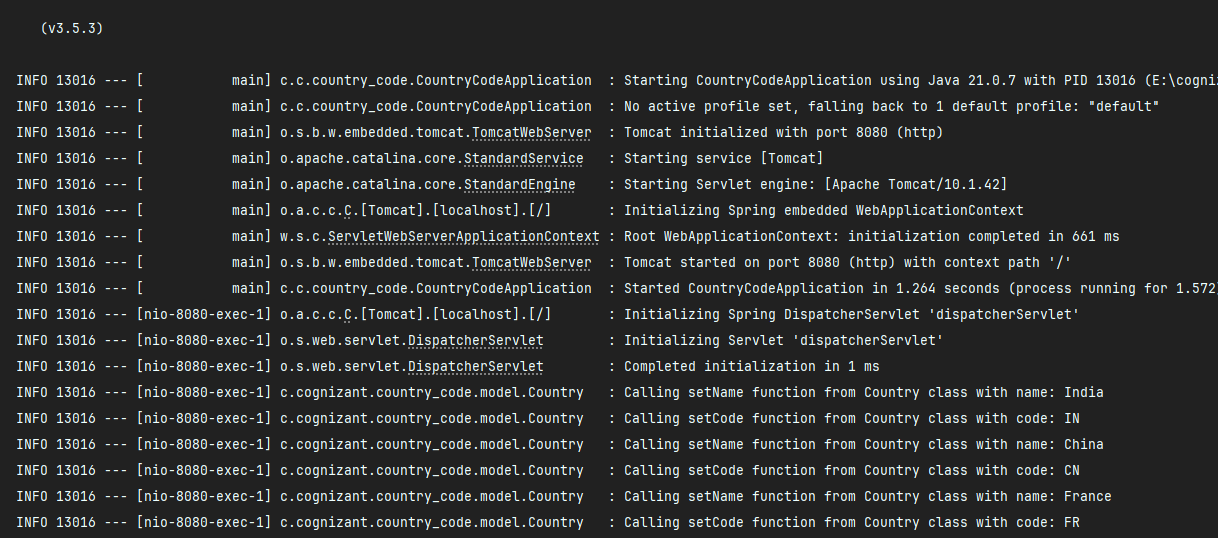 (v3.5.3)
INFO 13016 --- [           main] c.c.country_code.CountryCodeApplication  : Starting CountryCodeApplication using Java 21.0.7 with PID 13016 (E:\cogni
INFO 13016 --- [           main] c.c.country_code.CountryCodeApplication  : No active profile set, falling back to 1 default profile: "default"
INFO 13016 --- [           main] o.s.b.w.embedded.tomcat.TomcatWebServer  : Tomcat initialized with port 8080 (http)
INFO 13016 --- [           main] o.apache.catalina.core.StandardService   : Starting service [Tomcat]
INFO 13016 --- [           main] o.apache.catalina.core.StandardEngine    : Starting Servlet engine: [Apache Tomcat/10.1.42]
INFO 13016 --- [           main] o.a.c.c.C.[Tomcat].[localhost].[/]       : Initializing Spring embedded WebApplicationContext
INFO 13016 --- [           main] w.s.c.ServletWebServerApplicationContext : Root WebApplicationContext: initialization completed in 661 ms
INFO 13016 --- [           main] o.s.b.w.embedded.tomcat.TomcatWebServer  : Tomcat started on port 8080 (http) with context path '/'
INFO 13016 --- [           main] c.c.country_code.CountryCodeApplication  : Started CountryCodeApplication in 1.264 seconds (process running for 1.572)
INFO 13016 --- [nio-8080-exec-1] o.a.c.c.C.[Tomcat].[localhost].[/]       : Initializing Spring DispatcherServlet 'dispatcherServlet'
INFO 13016 --- [nio-8080-exec-1] o.s.web.servlet.DispatcherServlet        : Initializing Servlet 'dispatcherServlet'
INFO 13016 --- [nio-8080-exec-1] o.s.web.servlet.DispatcherServlet        : Completed initialization in 1 ms
INFO 13016 --- [nio-8080-exec-1] c.cognizant.country_code.model.Country   : Calling setName function from Country class with name: India
INFO 13016 --- [nio-8080-exec-1] c.cognizant.country_code.model.Country   : Calling setCode function from Country class with code: IN
INFO 13016 --- [nio-8080-exec-1] c.cognizant.country_code.model.Country   : Calling setName function from Country class with name: China
INFO 13016 --- [nio-8080-exec-1] c.cognizant.country_code.model.Country   : Calling setCode function from Country class with code: CN
INFO 13016 --- [nio-8080-exec-1] c.cognizant.country_code.model.Country   : Calling setName function from Country class with name: France
INFO 13016 --- [nio-8080-exec-1] c.cognizant.country_code.model.Country   : Calling setCode function from Country class with code: FR